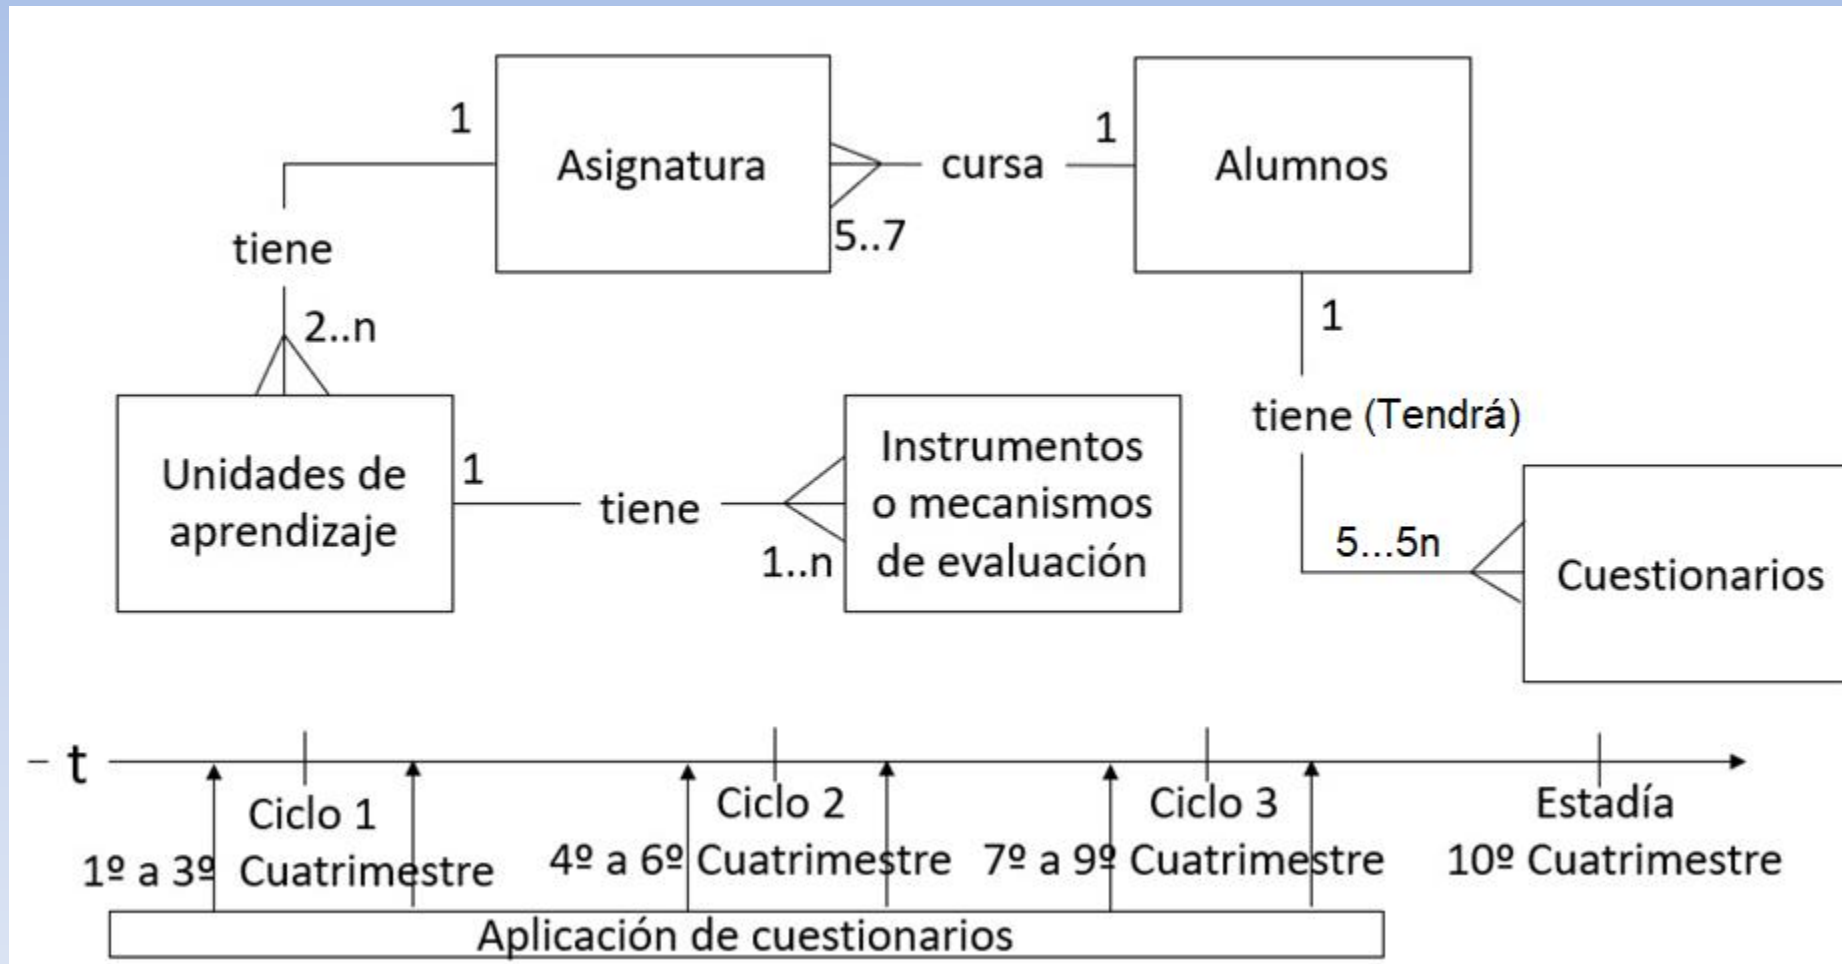 1
Asignatura
cursa
1
Alumnos
5..7
tiene
2..n
1
tiene (Tendrá)
Unidades de
aprendizaje
1
tiene
1..n
Instrumentos
o mecanismos
de evaluación
5...5n
Cuestionarios
– t
Ciclo 1
1º a 3º Cuatrimestre
Ciclo 2
4º a 6º Cuatrimestre
Ciclo 3
7º a 9º Cuatrimestre
Estadía
10º Cuatrimestre
Aplicación de cuestionarios